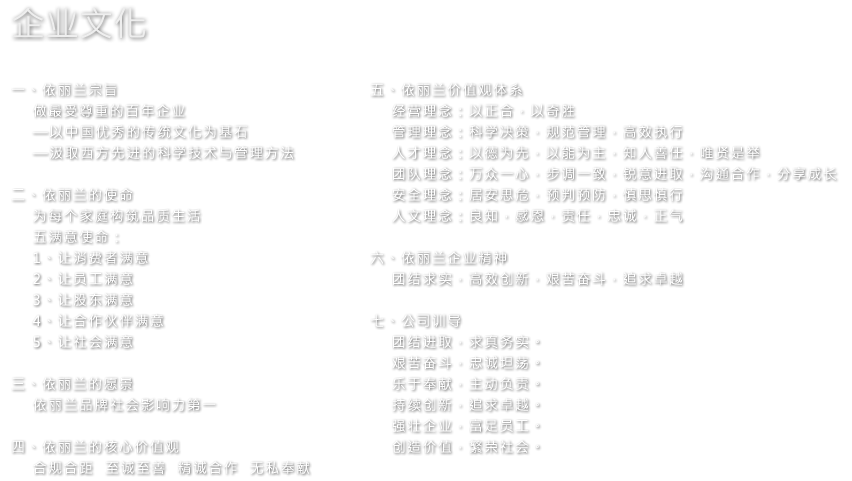 企业文化
一、依丽兰宗旨
做最受尊重的百年企业
—以中国优秀的传统文化为基石
—汲取西方先进的科学技术与管理方法
二、依丽兰的使命
为每个家庭构筑品质生活
五满意使命：
1、让消费者满意
2、让员工满意
3、让股东满意
4、让合作伙伴满意
5、让社会满意
三、依丽兰的愿景
依丽兰品牌社会影响力第一
四、依丽兰的核心价值观
合规合距 至诚至善 精诚合作 无私奉献
五、依丽兰价值观体系
经营理念：以正合、以奇胜
管理理念：科学决策、规范管理、高效执行
人才理念：以德为先、以能为主、知人善任、唯贤是举
团队理念：万众一心、步调一致、锐意进取、沟通合作、分享成长
安全理念：居安思危、预判预防、慎思慎行
人文理念：良知、感恩、责任、忠诚、正气
六、依丽兰企业精神
团结求实、高效创新、艰苦奋斗、追求卓越
七、公司训导
团结进取、求真务实。
艰苦奋斗、忠诚坦荡。
乐于奉献、主动负责。
持续创新、追求卓越。
强壮企业、富足员工。
创造价值、繁荣社会。